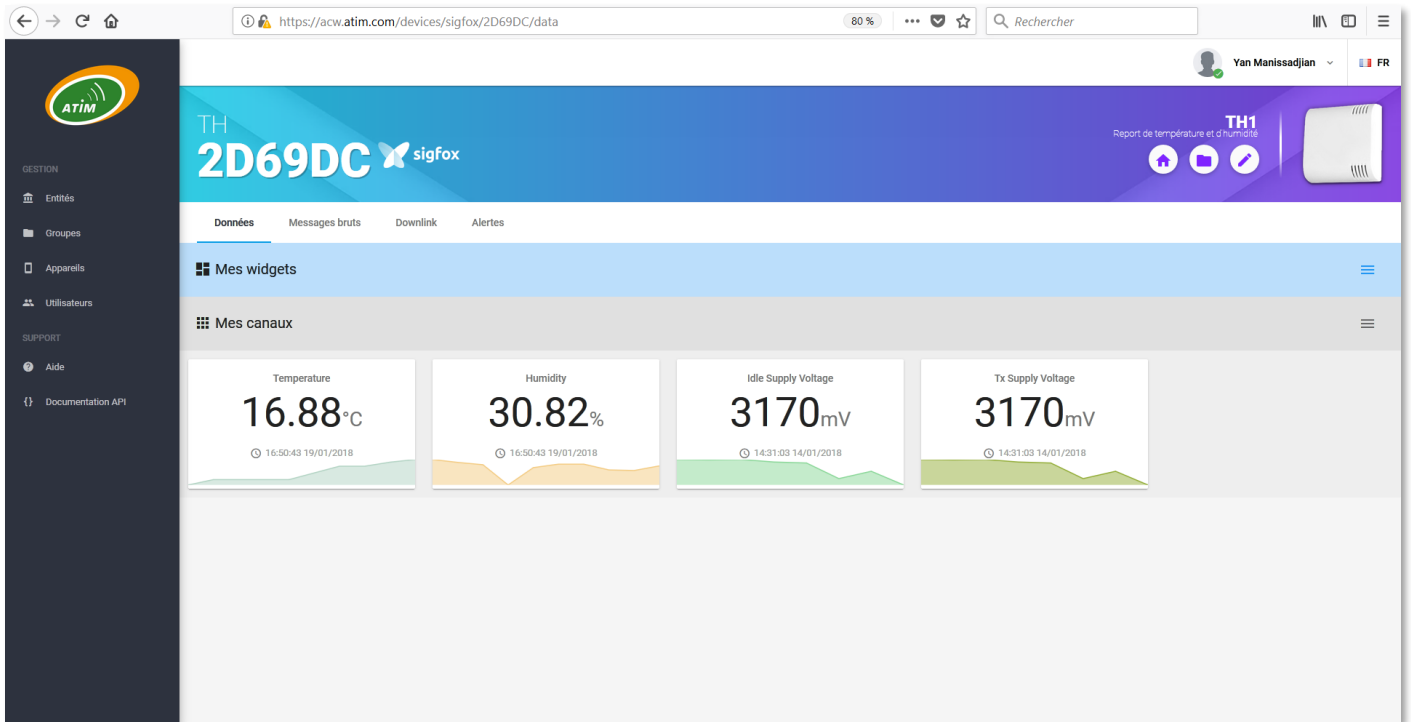 https://acw.atim.com/devices/sigfox/2D69DC/data
80 %
Rechercher
Yan Manissadjian
FR
ATIM
GESTION
Entités
Groupes
Appareils
Utilisateurs
SUPPORT
Aide
{} Documentation API
TH
2D69DC sigfox
TH1
Report de température et d'humidité
Données Messages bruts Downlink Alertes
Mes widgets
Mes canaux
Temperature
16.88°C
16:50:43 19/01/2018
Humidity
30.82%
16:50:43 19/01/2018
Idle Supply Voltage
3170mV
14:31:03 14/01/2018
Tx Supply Voltage
3170mV
14:31:03 14/01/2018